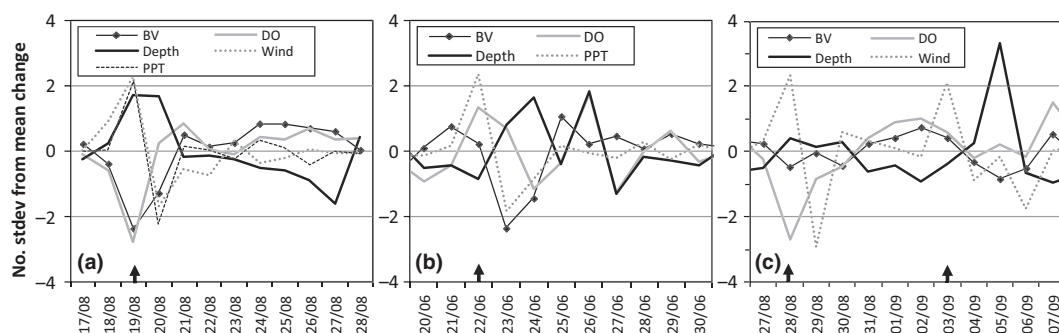 No. stdev from mean change
4
2
0
−2
−4
BV
DO
Depth
Wind
PPT
(a)
17/08
18/08
19/08
20/08
21/08
22/08
23/08
24/08
25/08
26/08
27/08
28/08
4
2
0
−2
−4
BV
DO
Depth
PPT
(b)
20/06
21/06
22/06
23/06
24/06
25/06
26/06
27/06
28/06
29/06
30/06
4
2
0
−2
−4
BV
DO
Depth
Wind
(c)
27/08
28/08
29/08
30/08
31/08
01/09
02/09
03/09
04/09
05/09
06/09
07/09